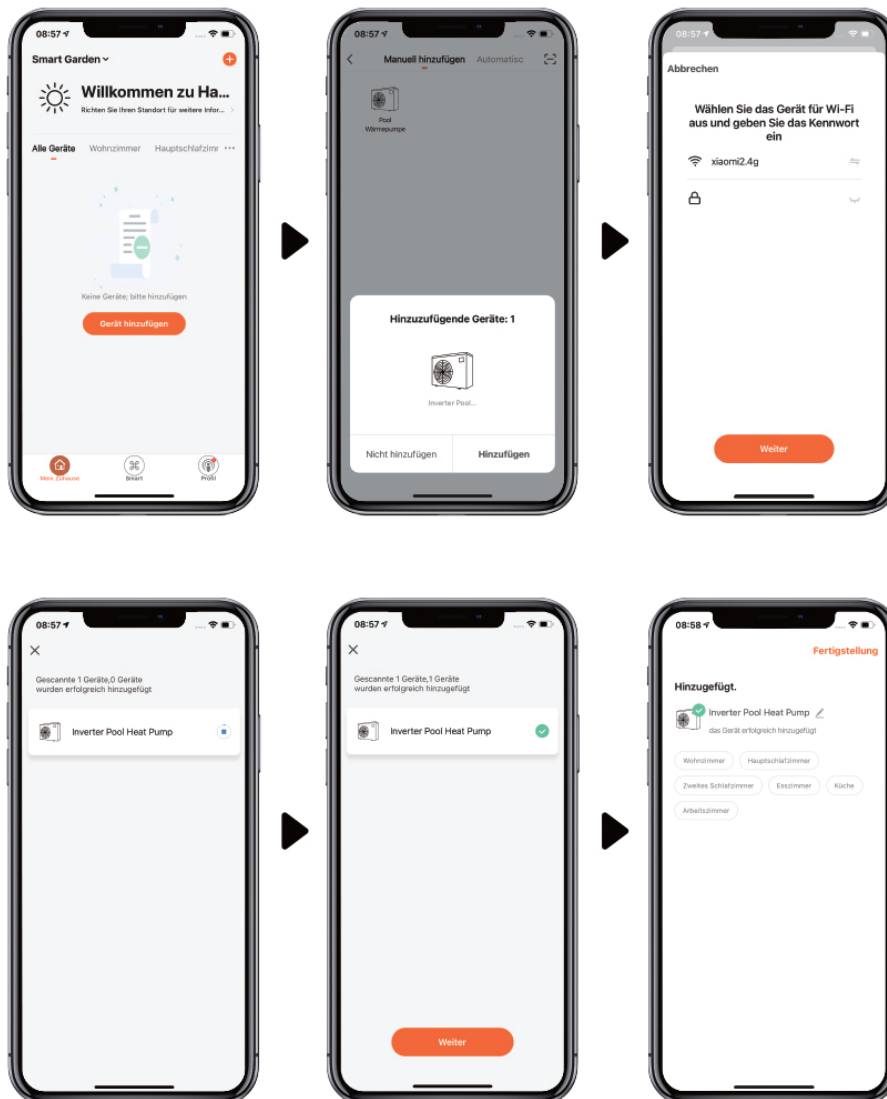 08:57
Smart Garden
Willkommen zu Ha...
Richten Sie Ihren Standort für weitere Infor...
Alle Geräte Wohnzimmer Hauptschlafzimr
Keine Geräte; bitte hinzufügen
Gerät hinzufügen
Mein Zuhause Smart Profil
08:57
Manuell hinzufügen Automatisc
Pool
Wärmepumpe
Hinzuzufügende Geräte: 1
Inverter Pool...
Nicht hinzufügen Hinzufügen
08:57
Abbrechen
Wählen Sie das Gerät für Wi-Fi
aus und geben Sie das Kennwort
ein
xiaomi2.4g
Weiter
08:57
Gescannte 1 Geräte,0 Geräte
wurden erfolgreich hinzugefügt
Inverter Pool Heat Pump
08:57
Gescannte 1 Geräte,1 Geräte
wurden erfolgreich hinzugefügt
Inverter Pool Heat Pump
Weiter
08:58
Fertigstellung
Hinzugefügt.
Inverter Pool Heat Pump
das Gerät erfolgreich hinzugefügt
Wohnzimmer Hauptschlafzimmer
Zweites Schlafzimmer Esszimmer Küche
Arbeitszimmer